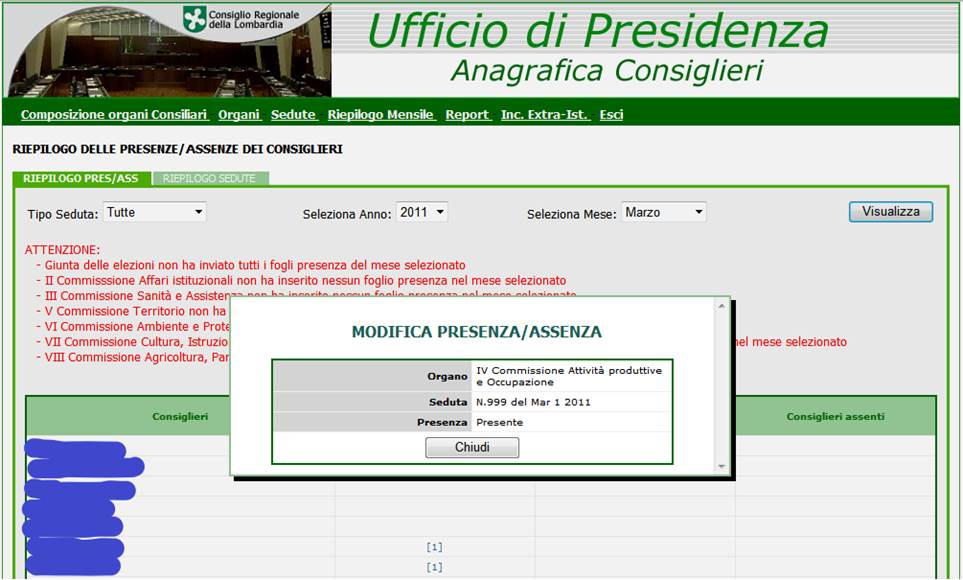 Consiglio Regionale
della Lombardia
Ufficio di Presidenza
Anagrafica Consiglieri
Composizione organi Consiliari Organi Sedute Riepilogo Mensile Report Inc. Extra-Ist. Esci
RIEPILOGO DELLE PRESENZE/ASSENZE DEI CONSIGLIERI
RIEPILOGO PRES/ASS RIEPILOGO SEDUTE
Tipo Seduta: Tutte Seleziona Anno: 2011 Seleziona Mese: Marzo Visualizza
ATTENZIONE:
- Giunta delle elezioni non ha inviato tutti i fogli presenza del mese selezionato
- II Commisssione Affari istituzionali non ha inserito nessun foglio presenza nel mese selezionato
- III Commissione Sanità e Assistenza non ha inserito nessun foglio presenza nel mese selezionato
- V Commissione Territorio non ha
- VI Commissione Ambiente e Prote
- VII Commissione Cultura, Istruzio nel mese selezionato
- VIII Commissione Agricoltura, Par
MODIFICA PRESENZA/ASSENZA
Organo IV Commissione Attività produttive
e Occupazione
Seduta N.999 del Mar 1 2011
Presenza Presente
Chiudi
Consiglieri Consiglieri assenti
[1]
[1]